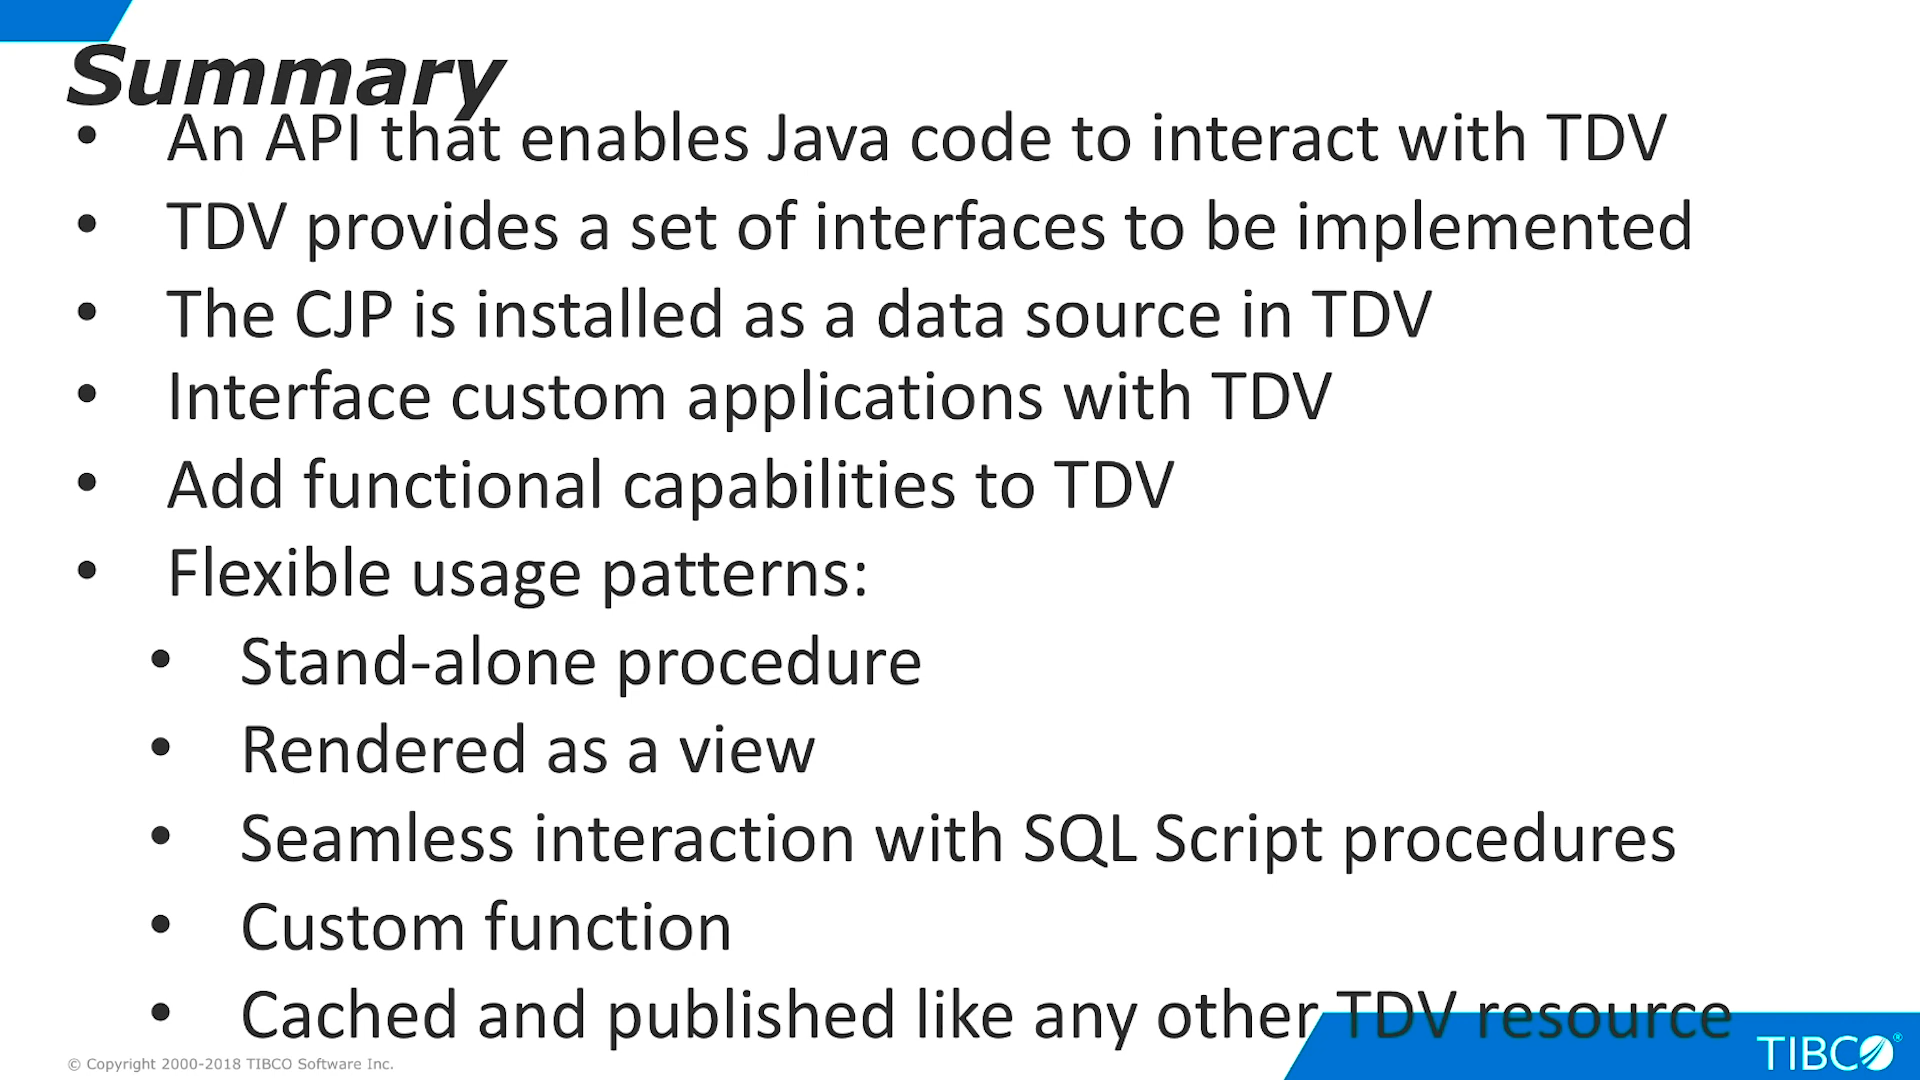 Summary
• An API that enables Java code to interact with TDV
• TDV provides a set of interfaces to be implemented
• The CJP is installed as a data source in TDV
• Interface custom applications with TDV
• Add functional capabilities to TDV
• Flexible usage patterns:
• Stand-alone procedure
• Rendered as a view
• Seamless interaction with SQL Script procedures
• Custom function
• Cached and published like any other TDV resource
© Copyright 2000-2018 TIBCO Software Inc.
TIBCO®